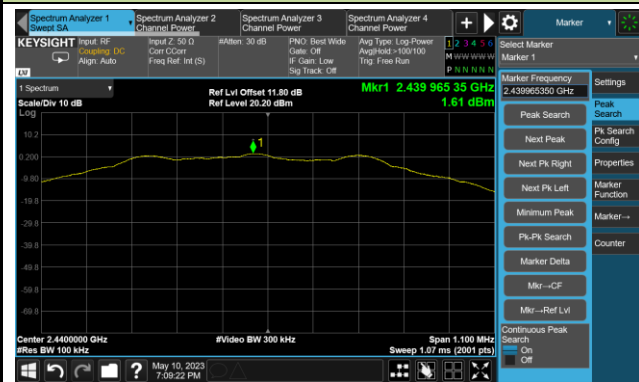 Spectrum Analyzer 1
Swept SA
Spectrum Analyzer 2
Channel Power
Spectrum Analyzer 3
Channel Power
Spectrum Analyzer 4
Channel Power
Marker
KEYSIGHT
Input: RF
Coupling: DC
Align: Auto
Input Z: 50 Ω
Corr CCorr
Freq Ref: Int (S)
#Atten: 30 dB
PNO: Best Wide
Gate: Off
IF Gain: Low
Sig Track: Off
Avg Type: Log-Power
Avg|Hold:>100/100
Trig: Free Run
1 2 3 4 5 6
M W W W W W
P N N N N N
LXI
Select Marker
Marker 1
1 Spectrum
Scale/Div 10 dB
Log
Ref Lvl Offset 11.80 dB
Ref Level 20.20 dBm
Mkr1 2.439 965 35 GHz
1.61 dBm
1
10.2
0.200
-9.80
-19.8
-29.8
-39.8
-49.8
-59.8
-69.8
Center 2.4400000 GHz
#Res BW 100 kHz
#Video BW 300 kHz
Span 1.100 MHz
Sweep 1.07 ms (2001 pts)
Marker Frequency
2.439965350 GHz
Peak Search
Next Peak
Next Pk Right
Next Pk Left
Minimum Peak
Pk-Pk Search
Marker Delta
Mkr→CF
Mkr→Ref Lvl
Continuous Peak
Search
On
Off
Settings
Peak
Search
Pk Search
Config
Properties
Marker
Function
Marker→
Counter
May 10, 2023
7:09:22 PM